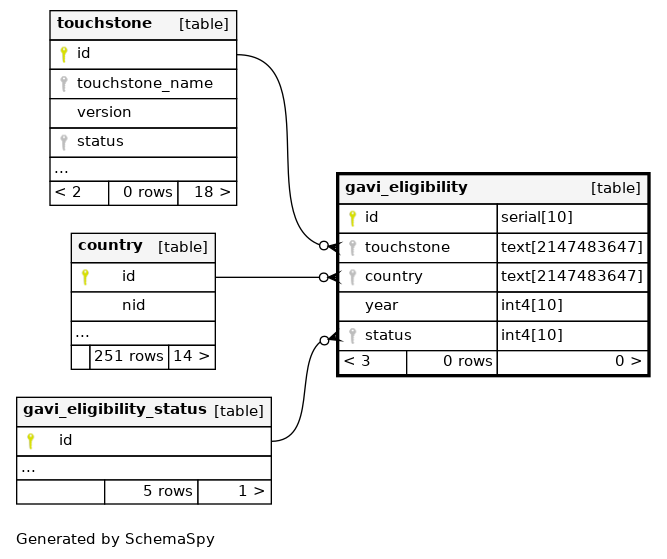 touchstone [table]
id
touchstone_name
version
status
...
< 2 0 rows 18 >
country [table]
id
nid
...
251 rows 14 >
gavi_eligibility_status [table]
id
...
5 rows 1 >
gavi_eligibility [table]
id serial[10]
touchstone text[2147483647]
country text[2147483647]
year int4[10]
status int4[10]
< 3 0 rows 0 >
Generated by SchemaSpy